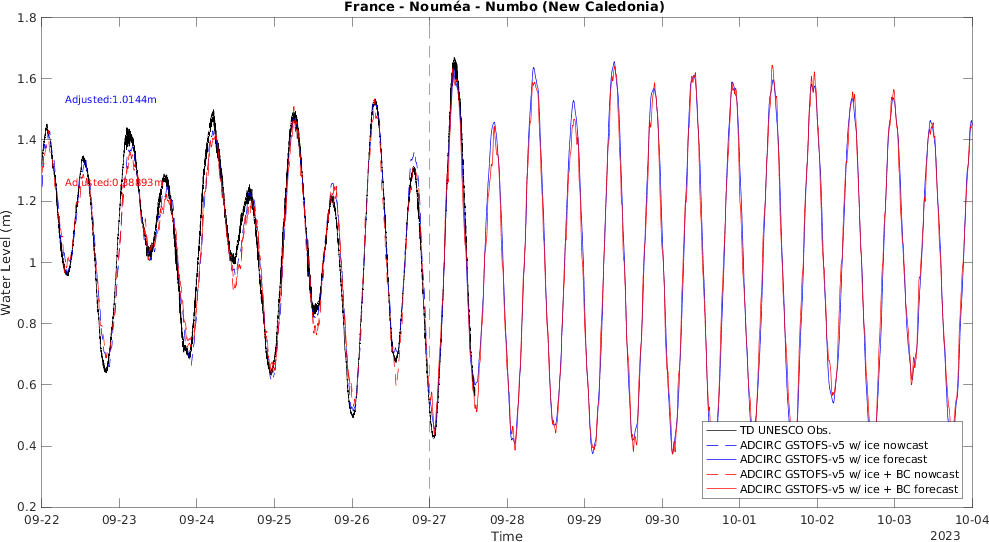 France - Nouméa - Numbo (New Caledonia)
1.8
1.6
1.4
1.2
1
0.8
0.6
0.4
0.2
Water Level (m)
Adjusted:1.0144m
Adjusted:0.88893m
TD UNESCO Obs.
ADCIRC GSTOFS-v5 w/ ice nowcast
ADCIRC GSTOFS-v5 w/ ice forecast
ADCIRC GSTOFS-v5 w/ ice + BC nowcast
ADCIRC GSTOFS-v5 w/ ice + BC forecast
09-22 09-23 09-24 09-25 09-26 09-27 09-28 09-29 09-30 10-01 10-02 10-03 10-04
Time
2023